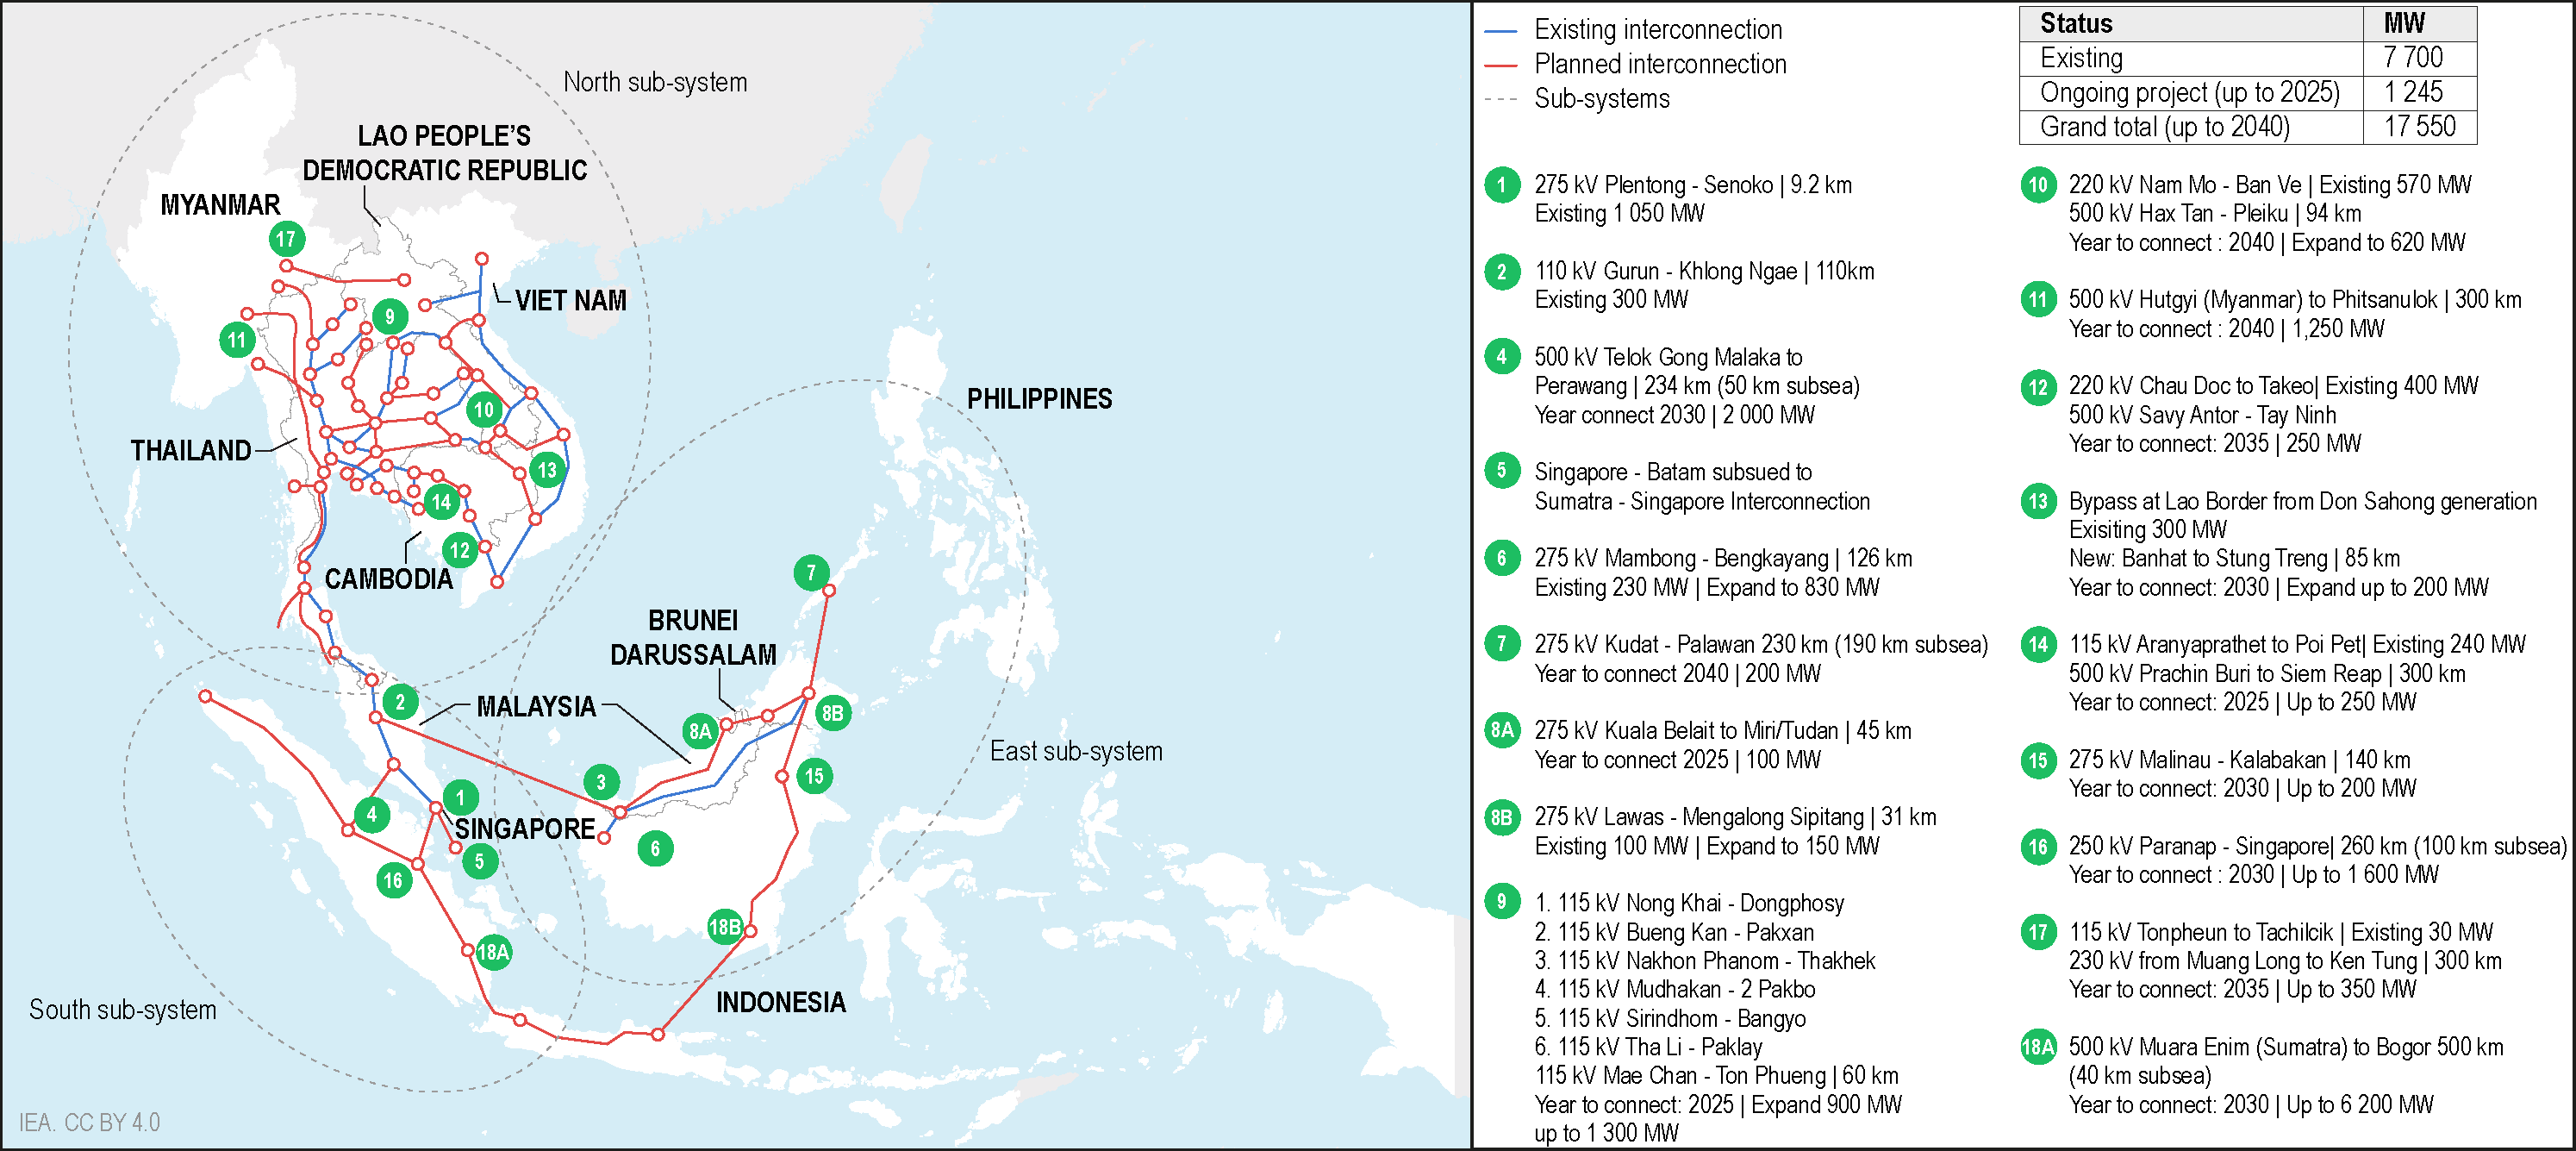 North sub-system
LAO PEOPLE'S
DEMOCRATIC REPUBLIC
MYANMAR
17
9
VIET NAM
11
10
PHILIPPINES
THAILAND
13
14
12
CAMBODIA
7
BRUNEI
DARUSSALAM
2
MALAYSIA
8A
8B
East sub-system
3
15
1
4
SINGAPORE
5
6
16
18B
18A
INDONESIA
South sub-system
IEA. CC BY 4.0
Existing interconnection
Planned interconnection
Sub-systems
Status MW
Existing 7 700
Ongoing project (up to 2025) 1 245
Grand total (up to 2040) 17 550
1 275 kV Plentong - Senoko | 9.2 km
Existing 1 050 MW
2 110 kV Gurun - Khlong Ngae | 110km
Existing 300 MW
4 500 kV Telok Gong Malaka to
Perawang | 234 km (50 km subsea)
Year connect 2030 | 2 000 MW
5 Singapore - Batam subsued to
Sumatra - Singapore Interconnection
6 275 kV Mambong - Bengkayang | 126 km
Existing 230 MW | Expand to 830 MW
7 275 kV Kudat - Palawan 230 km (190 km subsea)
Year to connect 2040 | 200 MW
8A 275 kV Kuala Belait to Miri/Tudan | 45 km
Year to connect 2025 | 100 MW
8B 275 kV Lawas - Mengalong Sipitang | 31 km
Existing 100 MW | Expand to 150 MW
9 1. 115 kV Nong Khai - Dongphosy
2. 115 kV Bueng Kan - Pakxan
3. 115 kV Nakhon Phanom - Thakhek
4. 115 kV Mudhakan - 2 Pakbo
5. 115 kV Sirindhom - Bangyo
6. 115 kV Tha Li - Paklay
115 kV Mae Chan - Ton Phueng | 60 km
Year to connect: 2025 | Expand 900 MW
up to 1 300 MW
10 220 kV Nam Mo - Ban Ve | Existing 570 MW
500 kV Hax Tan - Pleiku | 94 km
Year to connect : 2040 | Expand to 620 MW
11 500 kV Hutgyi (Myanmar) to Phitsanulok | 300 km
Year to connect : 2040 | 1,250 MW
12 220 kV Chau Doc to Takeo| Existing 400 MW
500 kV Savy Antor - Tay Ninh
Year to connect: 2035 | 250 MW
13 Bypass at Lao Border from Don Sahong generation
Exisiting 300 MW
New: Banhat to Stung Treng | 85 km
Year to connect: 2030 | Expand up to 200 MW
14 115 kV Aranyaprathet to Poi Pet| Existing 240 MW
500 kV Prachin Buri to Siem Reap | 300 km
Year to connect: 2025 | Up to 250 MW
15 275 kV Malinau - Kalabakan | 140 km
Year to connect: 2030 | Up to 200 MW
16 250 kV Paranap - Singapore| 260 km (100 km subsea)
Year to connect : 2030 | Up to 1 600 MW
17 115 kV Tonpheun to Tachilcik | Existing 30 MW
230 kV from Muang Long to Ken Tung | 300 km
Year to connect: 2035 | Up to 350 MW
18A 500 kV Muara Enim (Sumatra) to Bogor 500 km
(40 km subsea)
Year to connect: 2030 | Up to 6 200 MW